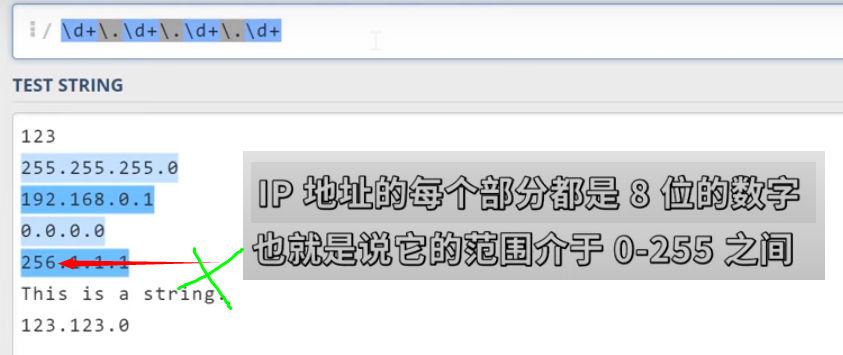 / \d+\.\d+\.\d+\.\d+
TEST STRING
123
255.255.255.0
192.168.0.1
0.0.0.0
256.1.1.1
This is a string.
123.123.0
IP 地址的每个部分都是 8 位的数字
也就是说它的范围介于 0-255 之间